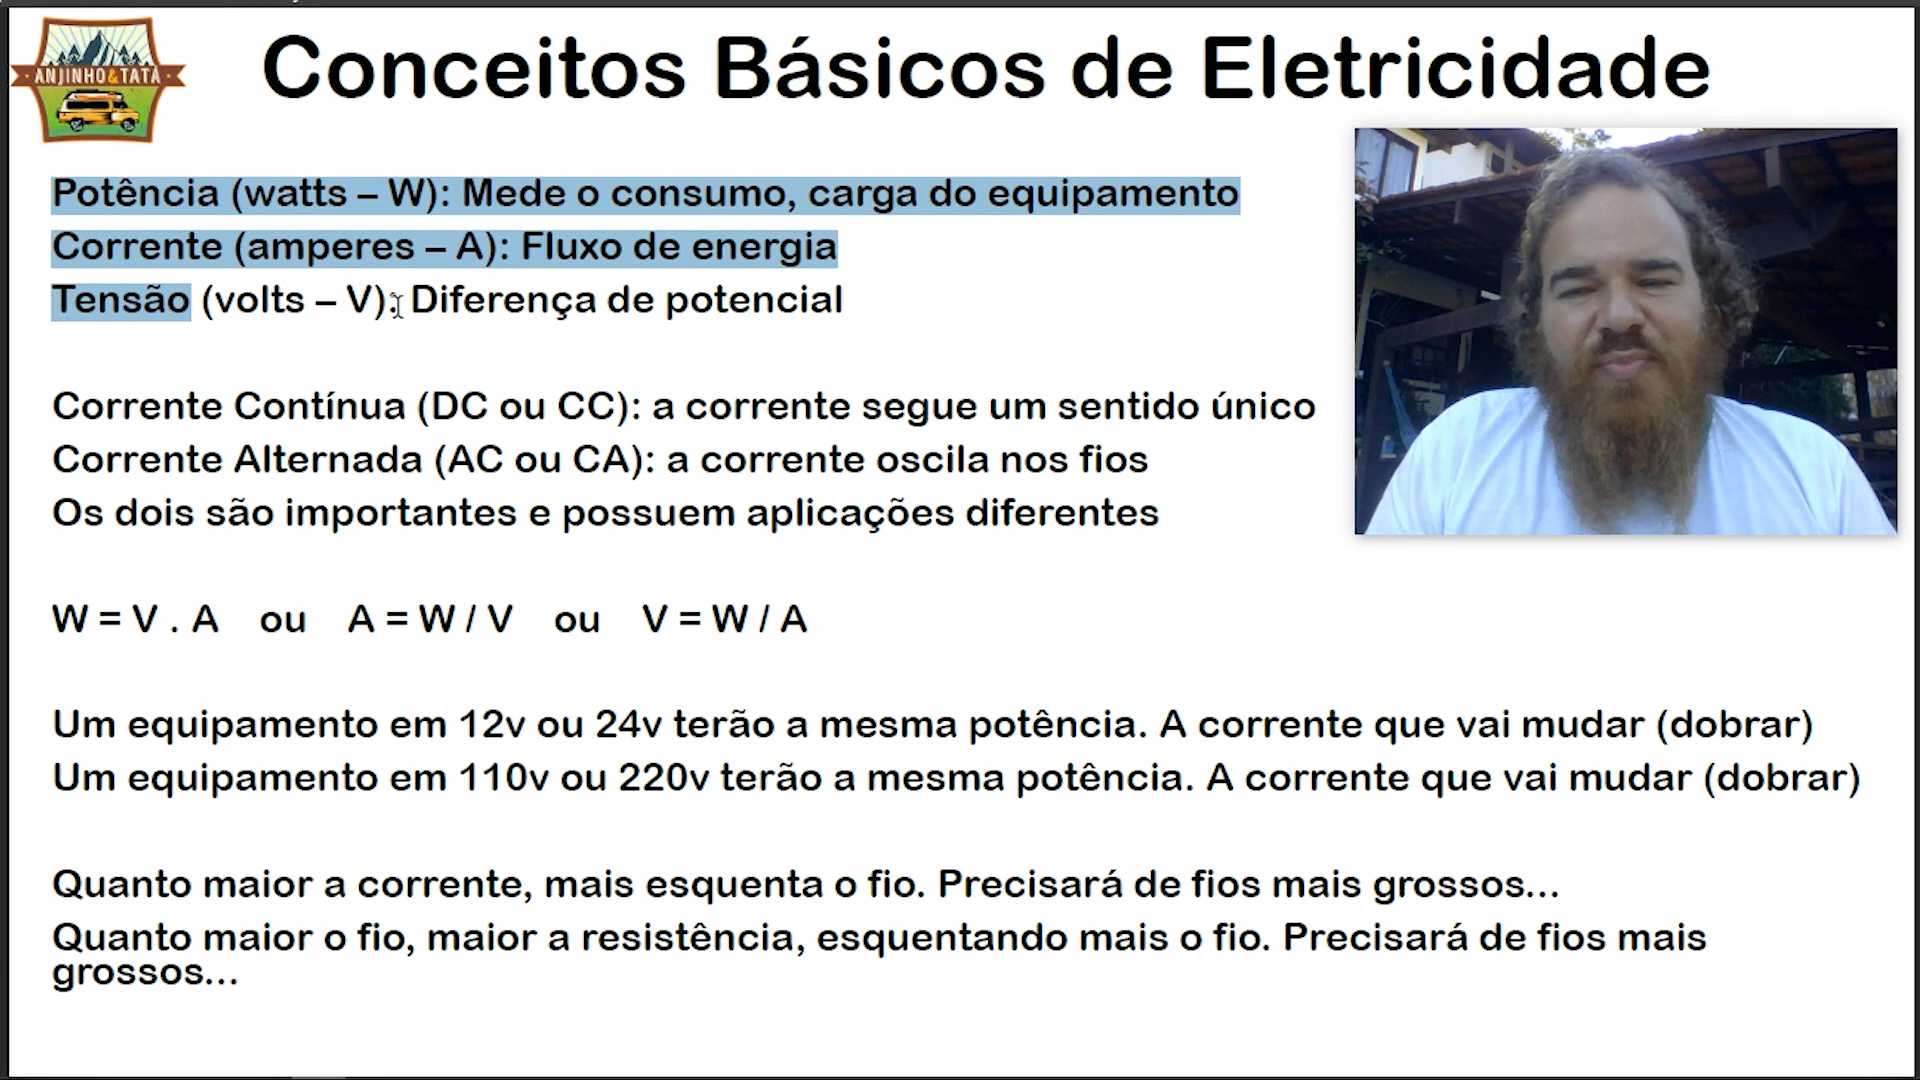 ANJINHO & TATÁ
Conceitos Básicos de Eletricidade
Potência (watts – W): Mede o consumo, carga do equipamento
Corrente (amperes – A): Fluxo de energia
Tensão (volts – V): Diferença de potencial
Corrente Contínua (DC ou CC): a corrente segue um sentido único
Corrente Alternada (AC ou CA): a corrente oscila nos fios
Os dois são importantes e possuem aplicações diferentes
W = V . A ou A = W / V ou V = W / A
Um equipamento em 12v ou 24v terão a mesma potência. A corrente que vai mudar (dobrar)
Um equipamento em 110v ou 220v terão a mesma potência. A corrente que vai mudar (dobrar)
Quanto maior a corrente, mais esquenta o fio. Precisará de fios mais grossos...
Quanto maior o fio, maior a resistência, esquentando mais o fio. Precisará de fios mais
grossos...